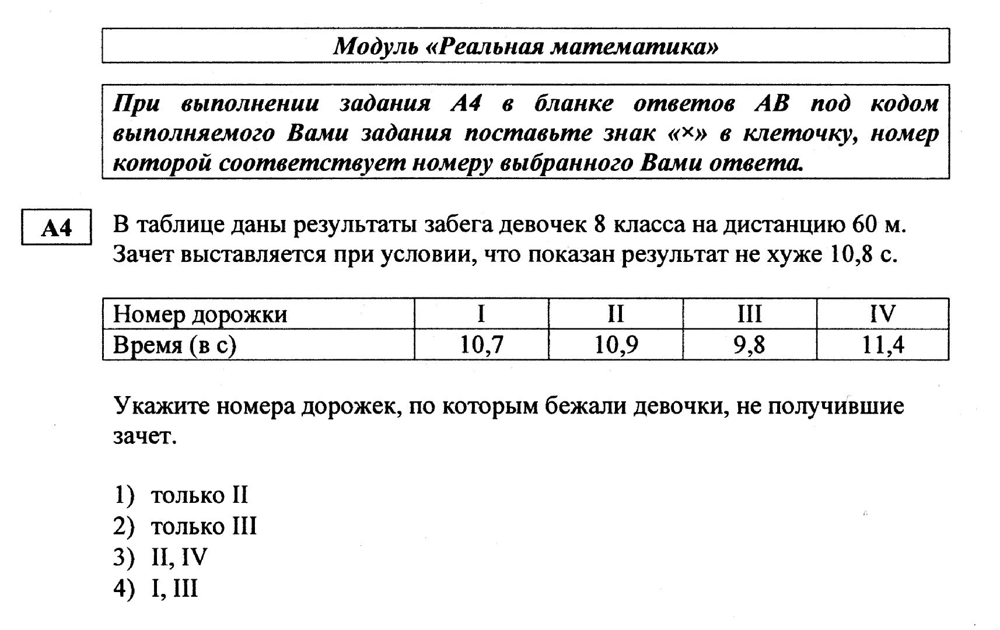 Модуль «Реальная математика»
При выполнении задания А4 в бланке ответов АВ под кодом
выполняемого Вами задания поставьте знак «×» в клеточку, номер
которой соответствует номеру выбранного Вами ответа.
А4
В таблице даны результаты забега девочек 8 класса на дистанцию 60 м.
Зачет выставляется при условии, что показан результат не хуже 10,8 с.
Номер дорожки I II III IV
Время (в с) 10,7 10,9 9,8 11,4
Укажите номера дорожек, по которым бежали девочки, не получившие
зачет.
1) только II
2) только III
3) II, IV
4) I, III